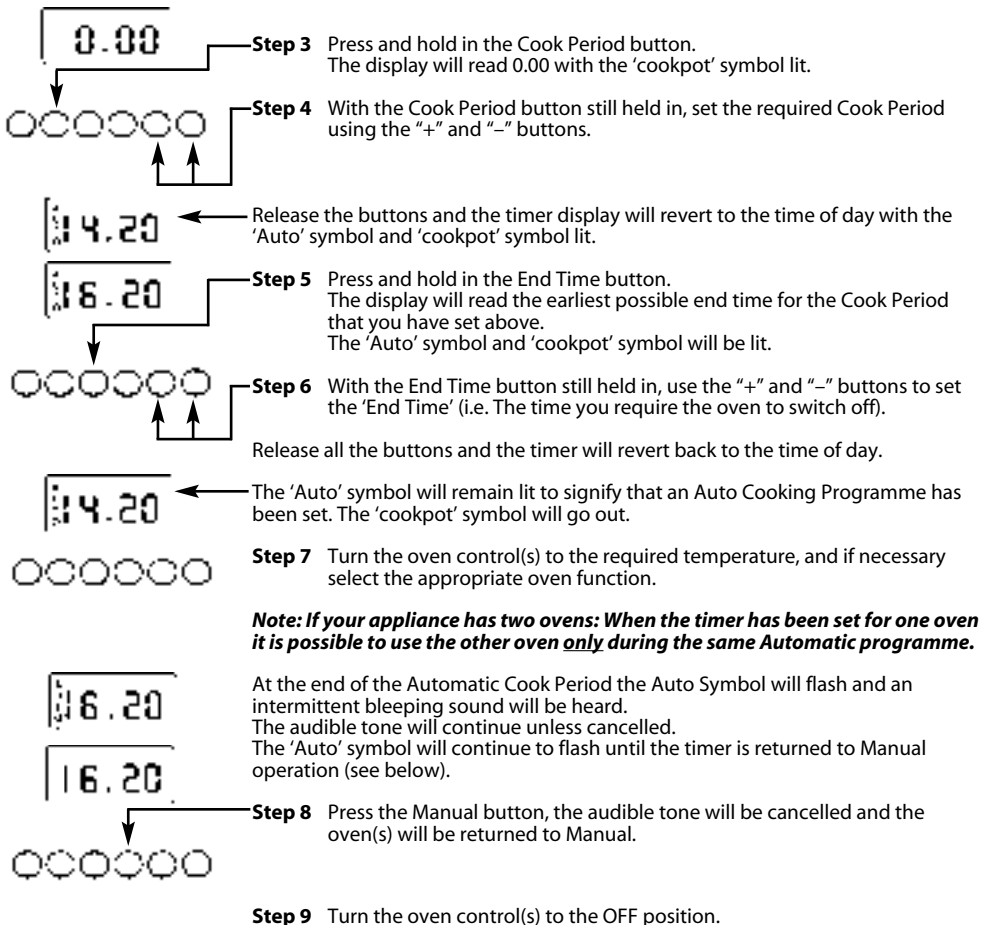 0.00
Step 3 Press and hold in the Cook Period button.
The display will read 0.00 with the ‘cookpot’ symbol lit.
Step 4 With the Cook Period button still held in, set the required Cook Period
using the “+” and “–” buttons.
14.20
Release the buttons and the timer display will revert to the time of day with the
‘Auto’ symbol and ‘cookpot’ symbol lit.
16.20
Step 5 Press and hold in the End Time button.
The display will read the earliest possible end time for the Cook Period
that you have set above.
The ‘Auto’ symbol and ‘cookpot’ symbol will be lit.
Step 6 With the End Time button still held in, use the “+” and “–” buttons to set
the ‘End Time’ (i.e. The time you require the oven to switch off).
Release all the buttons and the timer will revert back to the time of day.
14.20
The ‘Auto’ symbol will remain lit to signify that an Auto Cooking Programme has
been set. The ‘cookpot’ symbol will go out.
Step 7 Turn the oven control(s) to the required temperature, and if necessary
select the appropriate oven function.
Note: If your appliance has two ovens: When the timer has been set for one oven
it is possible to use the other oven only during the same Automatic programme.
16.20
At the end of the Automatic Cook Period the Auto Symbol will flash and an
intermittent bleeping sound will be heard.
The audible tone will continue unless cancelled.
The ‘Auto’ symbol will continue to flash until the timer is returned to Manual
operation (see below).
16.20
Step 8 Press the Manual button, the audible tone will be cancelled and the
oven(s) will be returned to Manual.
Step 9 Turn the oven control(s) to the OFF position.